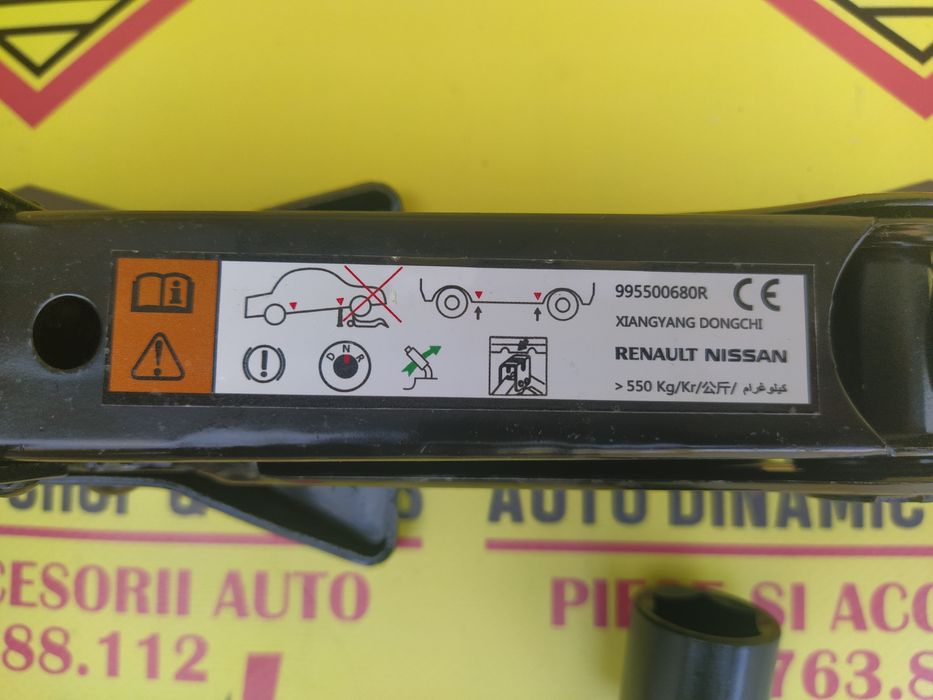 995500680R CE
XIANGYANG DONGCHI
RENAULT NISSAN
> 550 Kg/Kr/公斤/ كيلوغرام
D N R
AUTO DINAMIC
CESORII AUTO
PIESE SI ACC
88.112
763.8